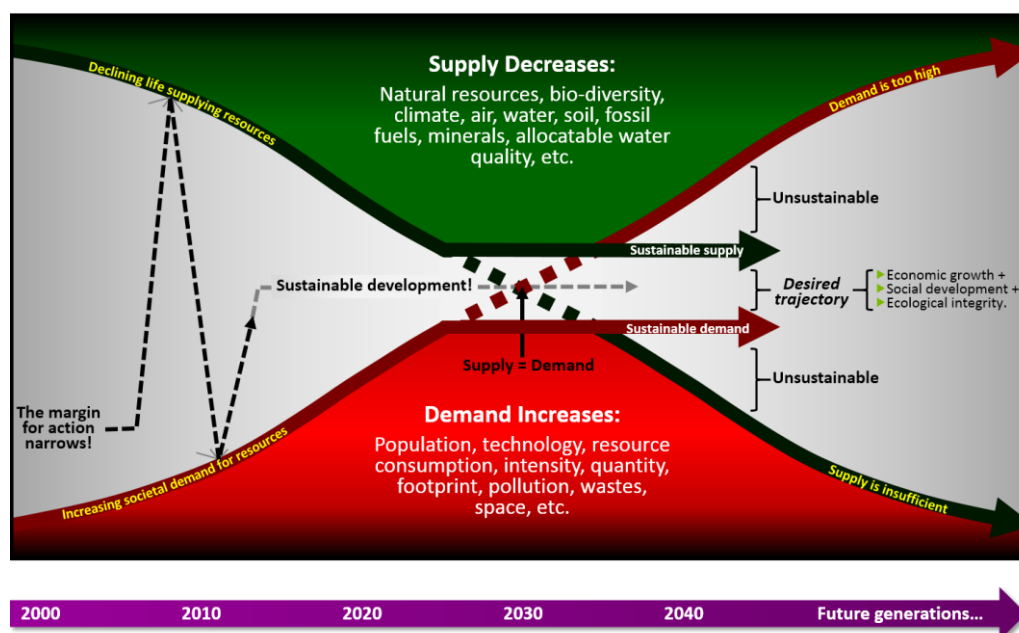 Supply Decreases:
Natural resources, bio-diversity,
climate, air, water, soil, fossil
fuels, minerals, allocatable water
quality, etc.
Declining life supplying resources
Demand is too high
Unsustainable
Sustainable supply
Sustainable development!
Desired
trajectory
Economic growth +
Social development +
Ecological integrity.
Sustainable demand
Supply = Demand
Unsustainable
The margin
for action
narrows!
Demand Increases:
Population, technology, resource
consumption, intensity, quantity,
footprint, pollution, wastes,
space, etc.
Increasing societal demand for resources
Supply is insufficient
2000 2010 2020 2030 2040 Future generations...